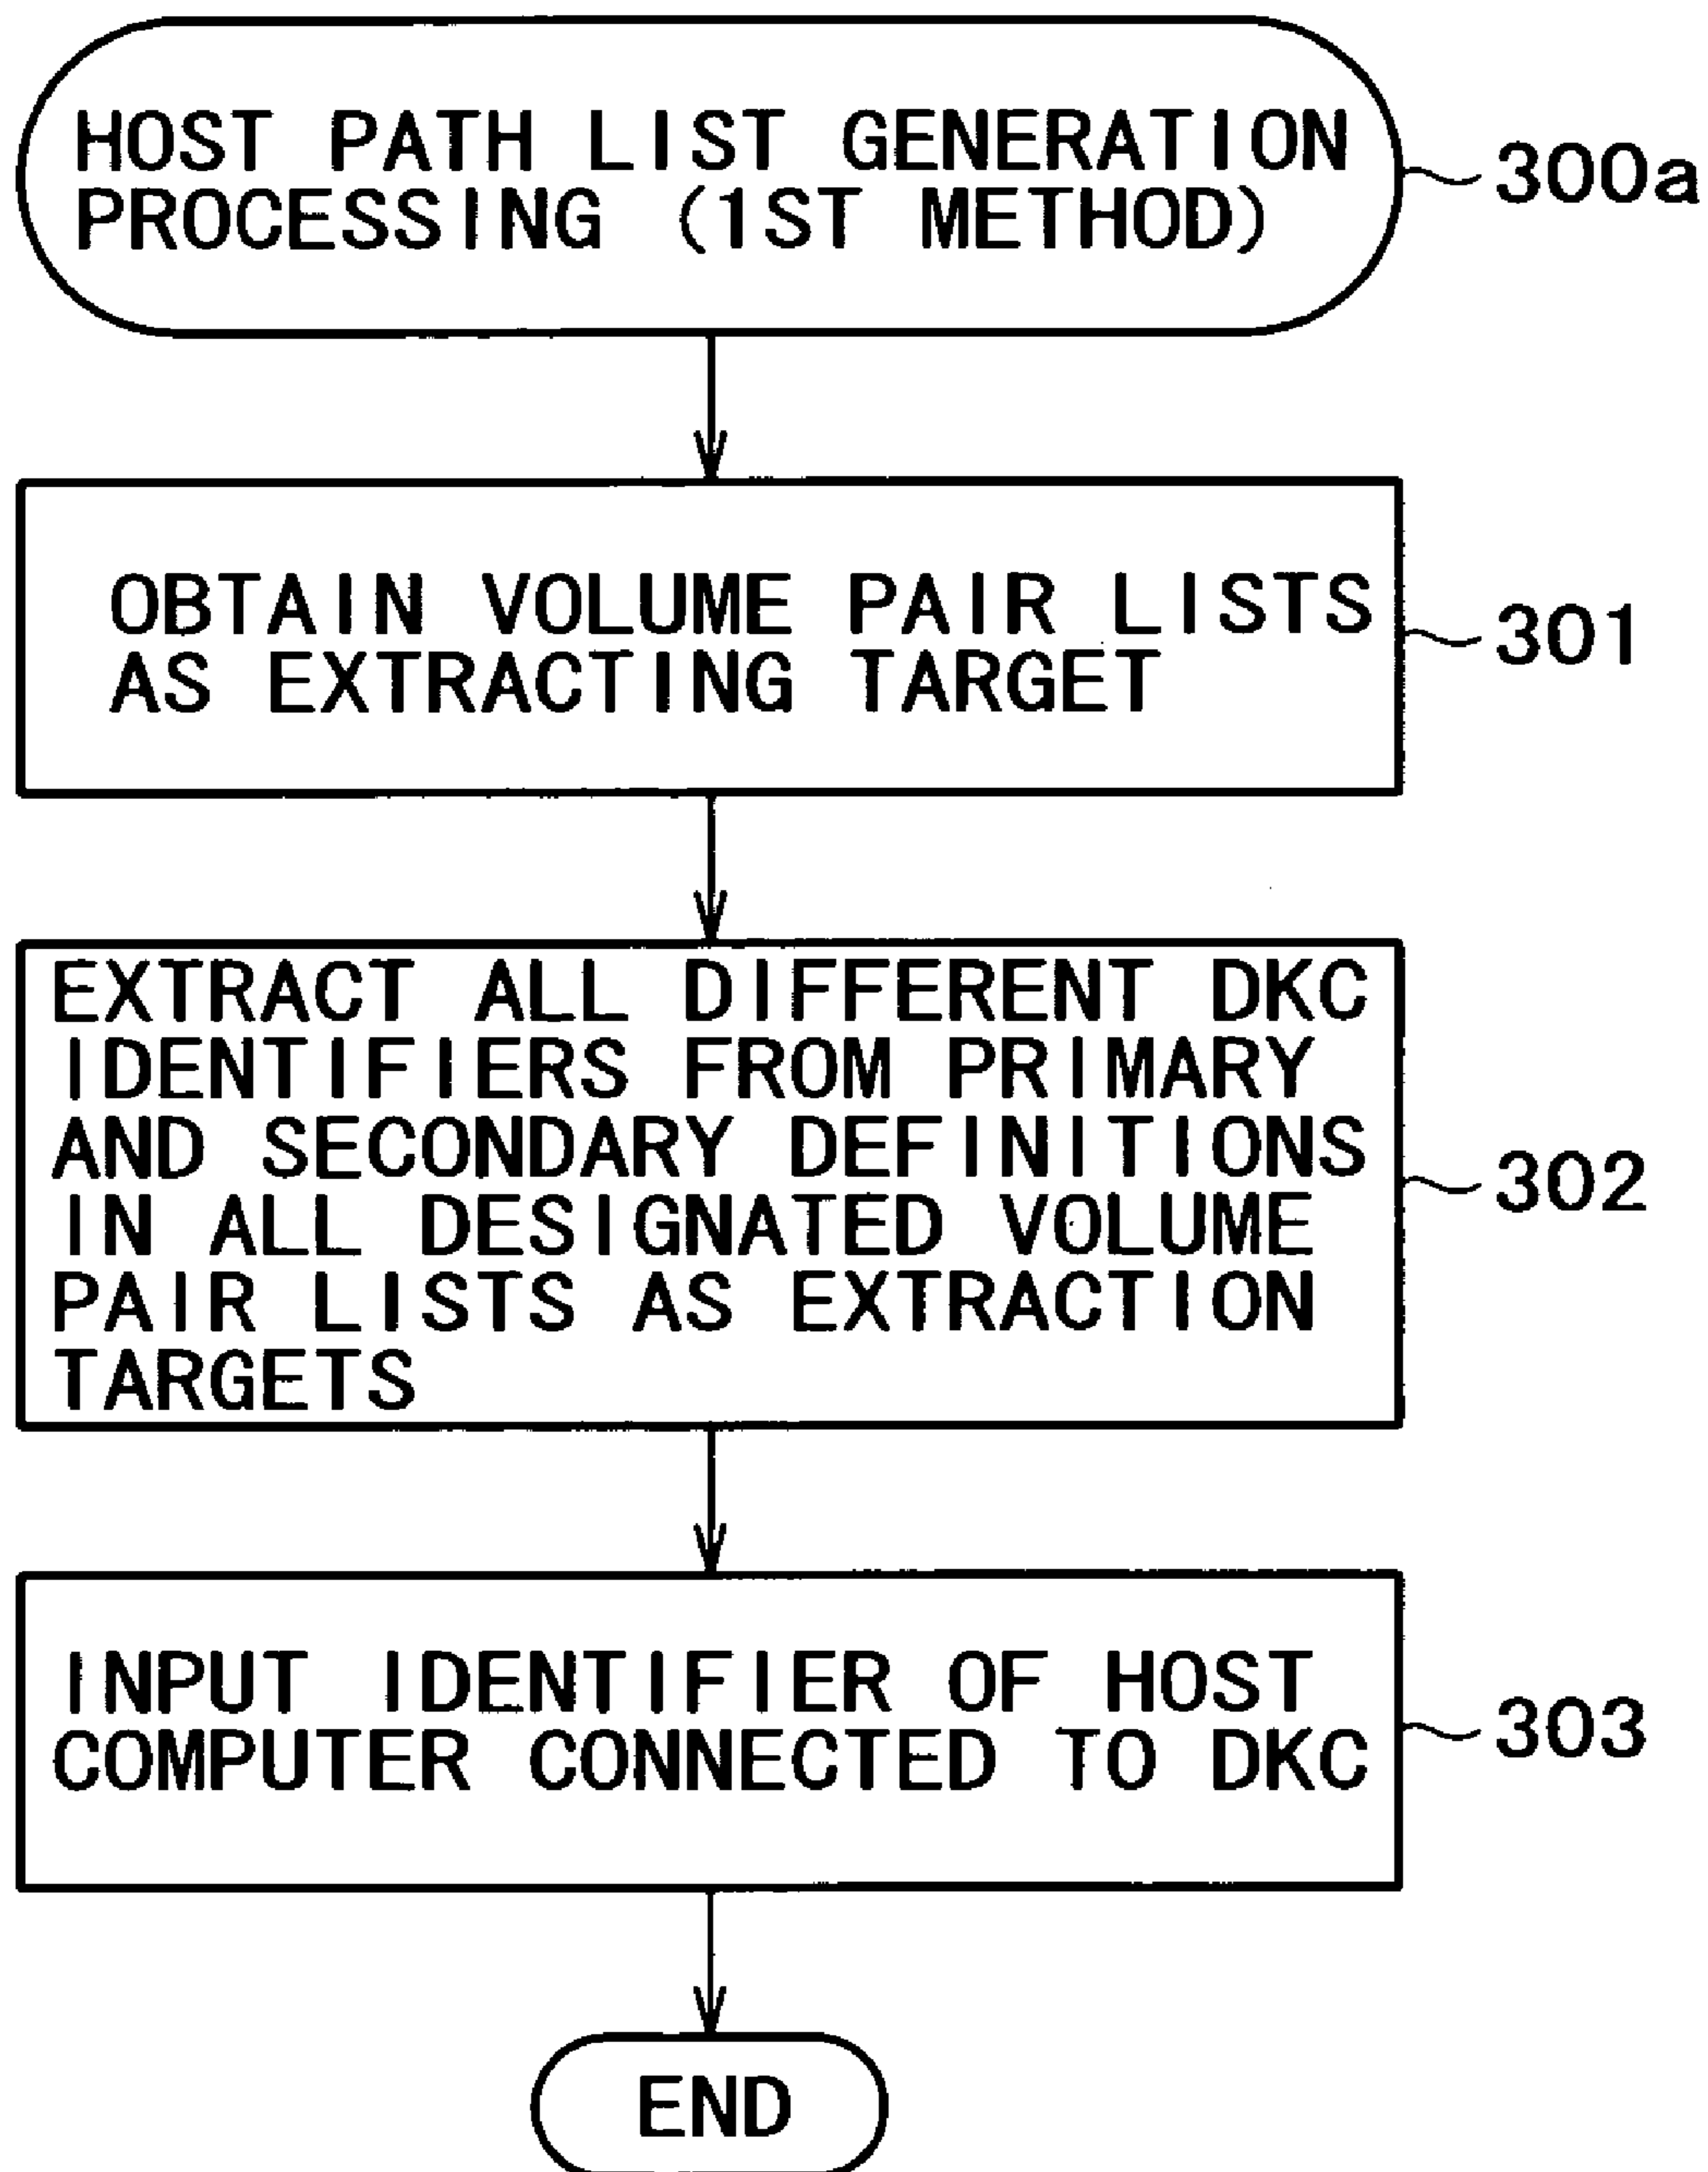 HOST PATH LIST GENERATION
PROCESSING (1ST METHOD)
300a
OBTAIN VOLUME PAIR LISTS
AS EXTRACTING TARGET
301
EXTRACT ALL DIFFERENT DKC
IDENTIFIERS FROM PRIMARY
AND SECONDARY DEFINITIONS
IN ALL DESIGNATED VOLUME
PAIR LISTS AS EXTRACTION
TARGETS
302
INPUT IDENTIFIER OF HOST
COMPUTER CONNECTED TO DKC
303
END